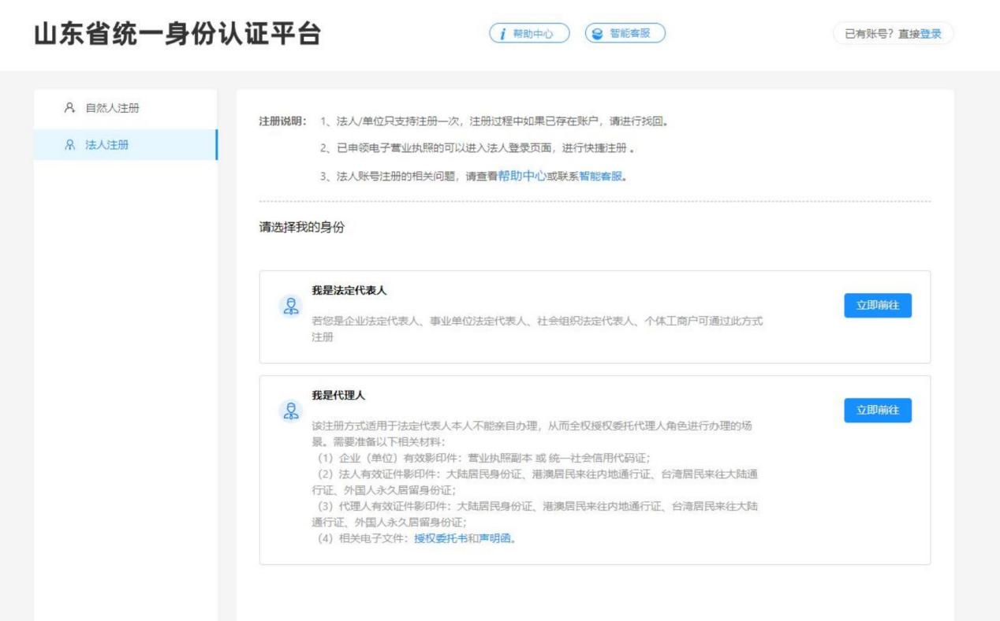 山东省统一身份认证平台
帮助中心
智能客服
已有账号？直接登录
自然人注册
法人注册
注册说明： 1、法人/单位只支持注册一次，注册过程中如果已存在账户，请进行找回。
2、已申领电子营业执照的可以进入法人登录页面，进行快捷注册 。
3、法人账号注册的相关问题，请查看帮助中心或联系智能客服。
请选择我的身份
我是法定代表人
若您是企业法定代表人、事业单位法定代表人、社会组织法定代表人、个体工商户可通过此方式
注册
立即前往
我是代理人
该注册方式适用于法定代表人本人不能亲自办理，从而全权授权委托代理人角色进行办理的场
景。需要准备以下相关材料：
（1）企业（单位）有效影印件：营业执照副本 或 统一社会信用代码证；
（2）法人有效证件影印件：大陆居民身份证、港澳居民来往内地通行证、台湾居民来往大陆通
行证、外国人永久居留身份证；
（3）代理人有效证件影印件：大陆居民身份证、港澳居民来往内地通行证、台湾居民来往大陆
通行证、外国人永久居留身份证；
（4）相关电子文件：授权委托书和声明函。
立即前往